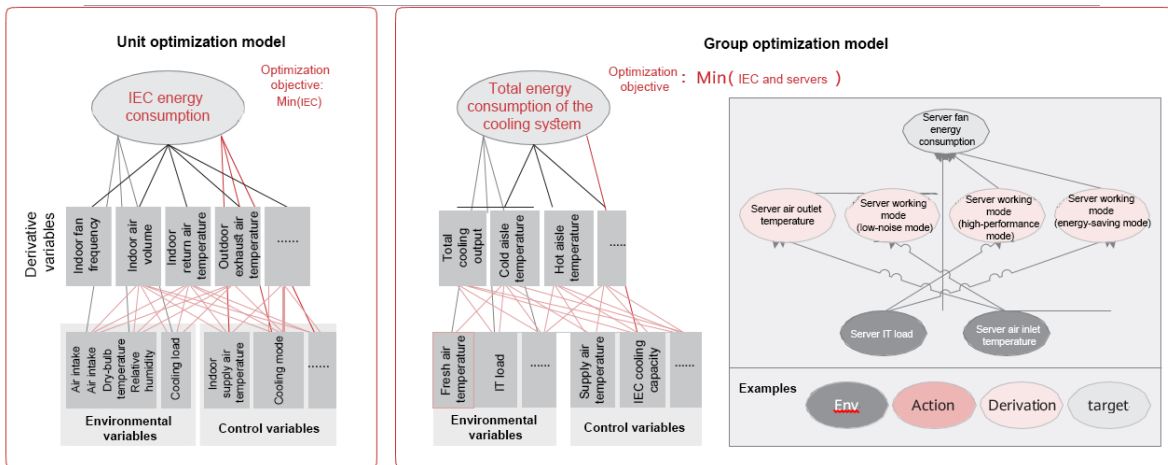 Unit optimization model
Optimization
objective:
Min(IEC)
IEC energy
consumption
Derivative
variables
Indoor fan
frequency
Indoor air
volume
Indoor
return air
temperature
Outdoor
exhaust air
temperature
......
Air intake
Air intake
Dry-bulb
temperature
Relative
humidity
Cooling load
Indoor
supply air
temperature
Cooling mode
......
Environmental
variables
Control variables
Group optimization model
Optimization
objective
: Min( IEC and servers )
Total energy
consumption of the
cooling system
Total
cooling
output
Cold aisle
temperature
Hot aisle
temperature
.....
Fresh air
temperature
IT load
......
Supply air
temperature
IEC cooling
capacity
......
Environmental
variables
Control variables
Server fan
energy
consumption
Server air outlet
temperature
Server working
mode
(low-noise mode)
Server working
mode
(high-performance
mode)
Server working
mode
(energy-saving mode)
Server IT load
Server air inlet
temperature
Examples
Env
Action
Derivation
target